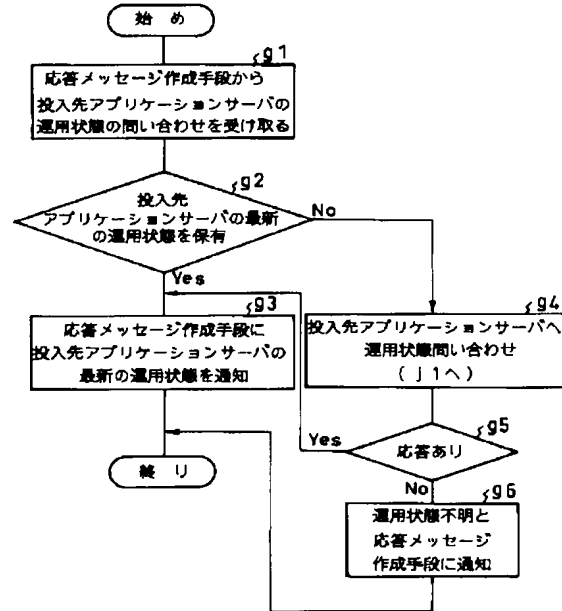 始め
g1
応答メッセージ作成手段から
投入先アプリケーションサーバの
運用状態の問い合わせを受け取る
g2
投入先
アプリケーションサーバの最新
の運用状態を保有
No
Yes
g3
応答メッセージ作成手段に
投入先アプリケーションサーバの
最新の運用状態を通知
g4
投入先アプリケーションサーバへ
運用状態問い合わせ
(j1へ)
g5
応答あり
Yes
No
終り
g6
運用状態不明と
応答メッセージ
作成手段に通知